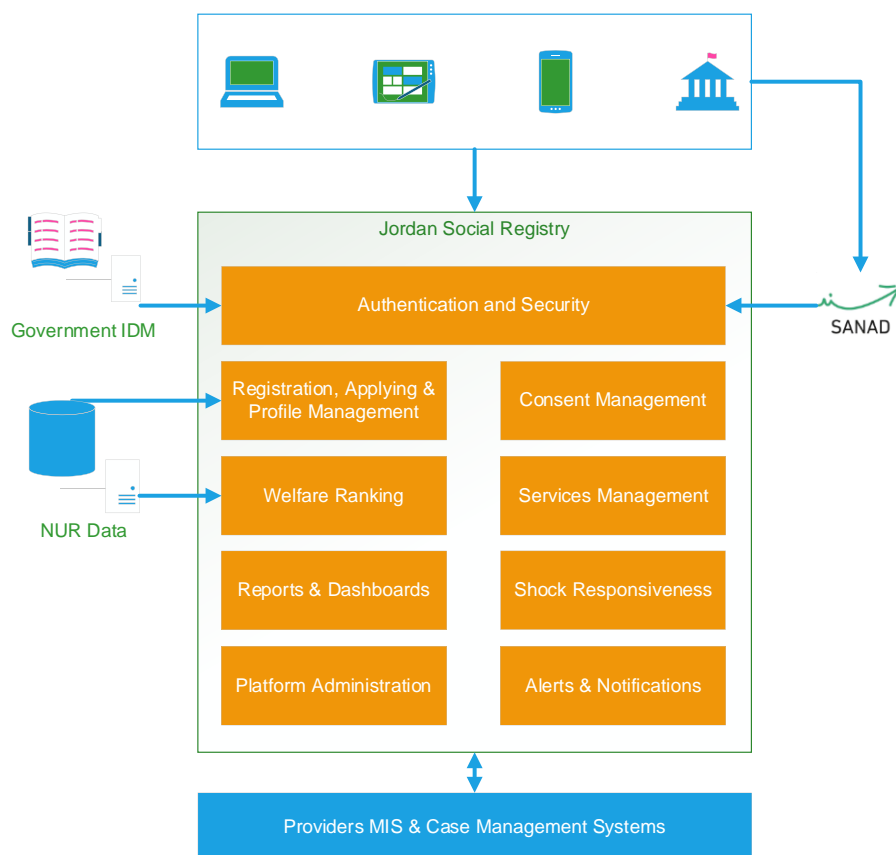 Jordan Social Registry
Authentication and Security
Government IDM
SANAD
Registration, Applying &
Profile Management
Consent Management
Welfare Ranking
Services Management
NUR Data
Reports & Dashboards
Shock Responsiveness
Platform Administration
Alerts & Notifications
Providers MIS & Case Management Systems